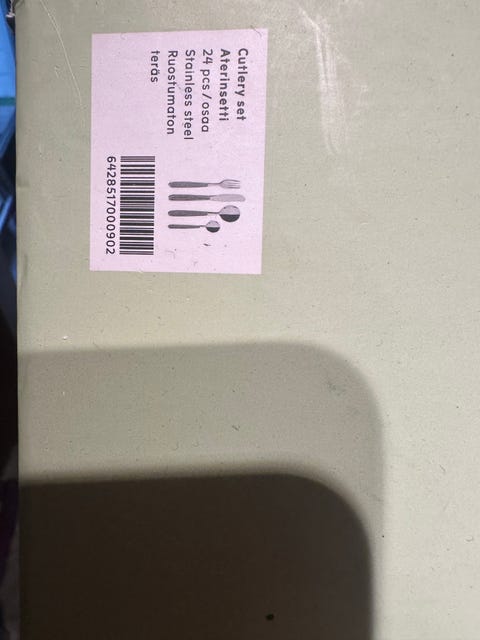 Cutlery set
Aterinsetti
24 pcs / osaa
Stainless steel
Ruostumaton
teräs
6428517000902